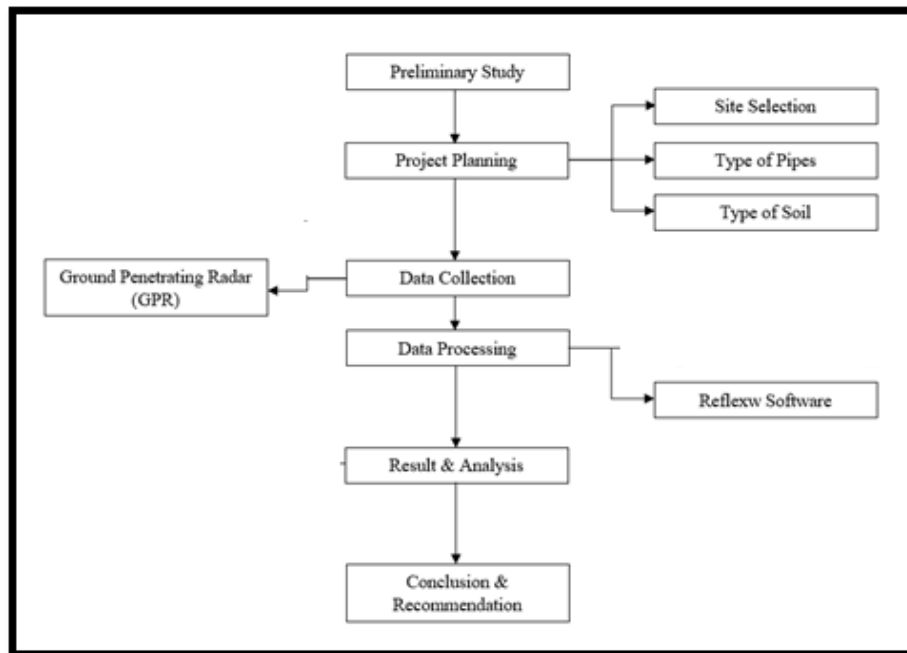 Preliminary Study
Site Selection
Project Planning
Type of Pipes
Type of Soil
Ground Penetrating Radar
(GPR)
Data Collection
Data Processing
Reflexw Software
Result & Analysis
Conclusion &
Recommendation